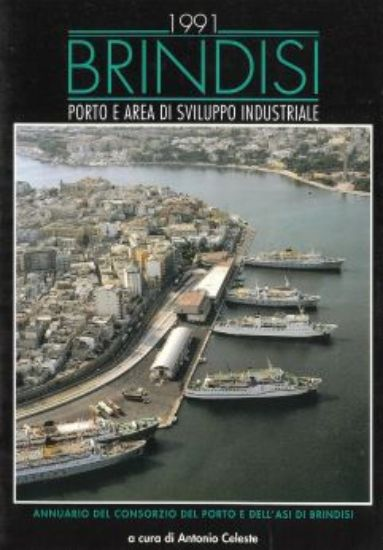 1991
BRINDISI
PORTO E AREA DI SVILUPPO INDUSTRIALE
ANNUARIO DEL CONSORZIO DEL PORTO E DELL'ASI DI BRINDISI
a cura di Antonio Celeste